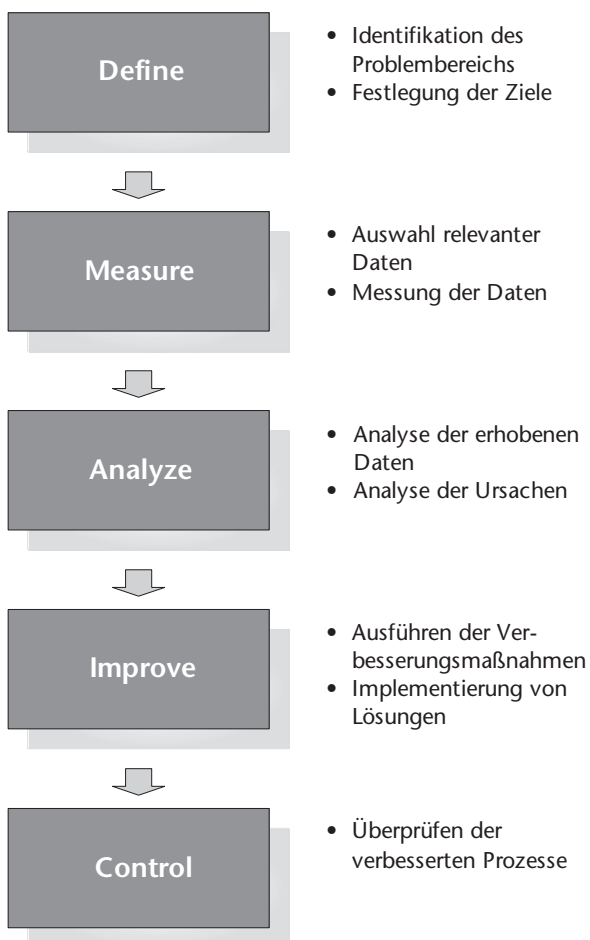 Define
• Identifikation des
Problembereichs
• Festlegung der Ziele
Measure
• Auswahl relevanter
Daten
• Messung der Daten
Analyze
• Analyse der erhobenen
Daten
• Analyse der Ursachen
Improve
• Ausführen der Ver-
besserungsmaßnahmen
• Implementierung von
Lösungen
Control
• Überprüfen der
verbesserten Prozesse